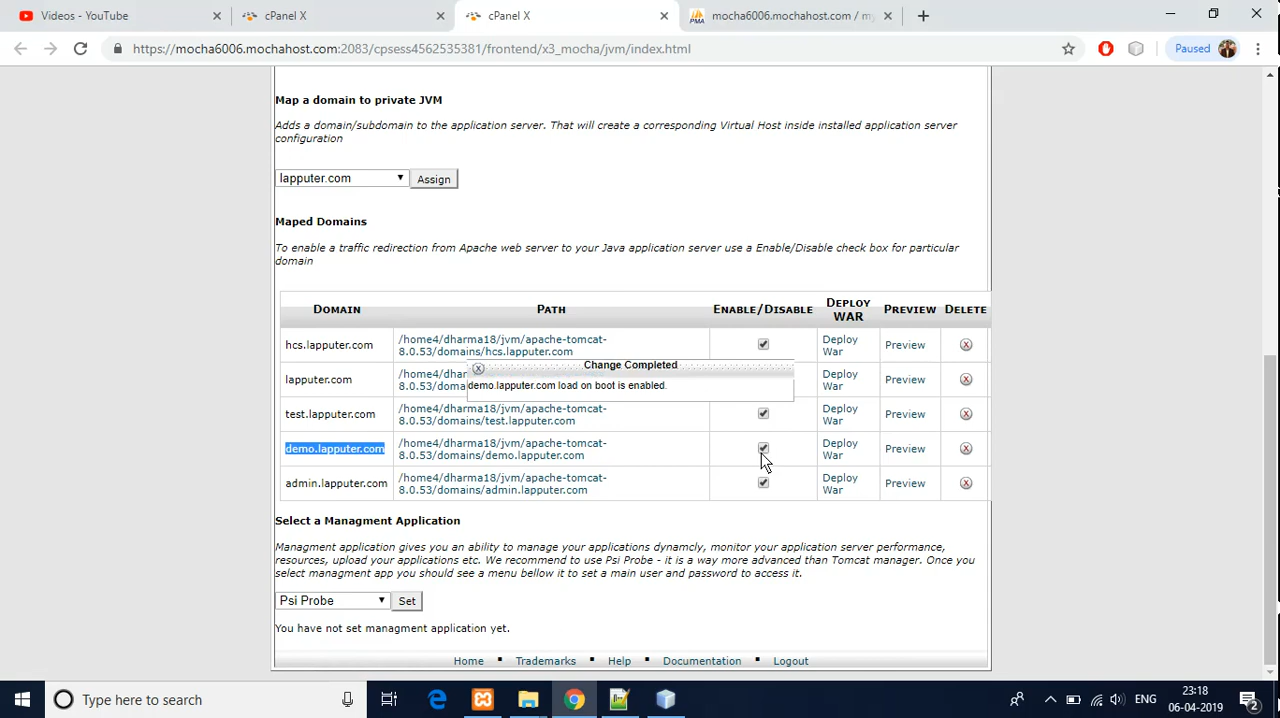 Videos - YouTube
cPanel X
cPanel X
PMA
mocha6006.mochahost.com / my
https://mocha6006.mochahost.com:2083/cpsess4562535381/frontend/x3_mocha/jvm/index.html
Paused
Map a domain to private JVM
Adds a domain/subdomain to the application server. That will create a corresponding Virtual Host inside installed application server
configuration
lapputer.com
Assign
Maped Domains
To enable a traffic redirection from Apache web server to your Java application server use a Enable/Disable check box for particular
domain
DOMAIN PATH ENABLE/DISABLE DEPLOY WAR PREVIEW DELETE
hcs.lapputer.com
/home4/dharma18/jvm/apache-tomcat-
8.0.53/domains/hcs.lapputer.com
Deploy
War
Preview
lapputer.com
/home4/d
8.0.53/do
Change Completed
demo.lapputer.com load on boot is enabled.
Deploy
War
Preview
test.lapputer.com
/home4/dharma18/jvm/apache-tomcat-
8.0.53/domains/test.lapputer.com
Deploy
War
Preview
demo.lapputer.com
/home4/dharma18/jvm/apache-tomcat-
8.0.53/domains/demo.lapputer.com
Deploy
War
Preview
admin.lapputer.com
/home4/dharma18/jvm/apache-tomcat-
8.0.53/domains/admin.lapputer.com
Deploy
War
Preview
Select a Managment Application
Managment application gives you an ability to manage your applications dynamcly, monitor your application server performance,
resources, upload your applications etc. We recommend to use Psi Probe - it is a way more advanced than Tomcat manager. Once you
select managment app you should see a menu bellow it to set a main user and password to access it.
Psi Probe
Set
You have not set managment application yet.
Home Trademarks Help Documentation Logout
Type here to search
ENG
23:18
06-04-2019
2